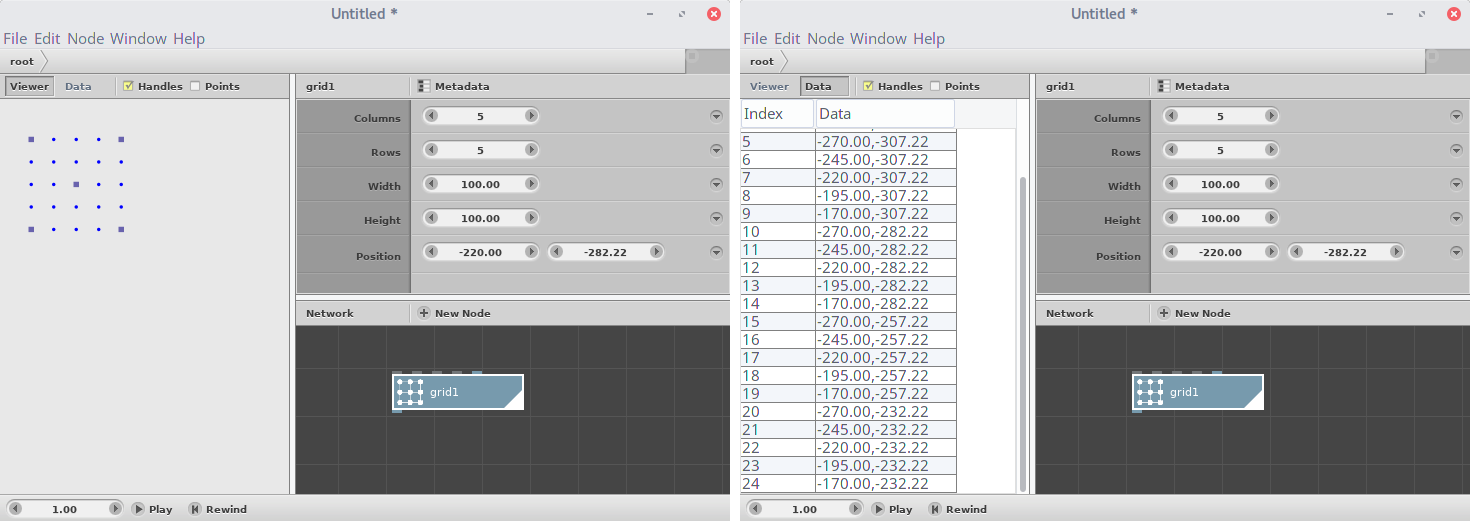 Untitled *
File Edit Node Window Help
root
Viewer Data Handles Points
grid1 Metadata
Columns 5
Rows 5
Width 100.00
Height 100.00
Position -220.00 -282.22
Network New Node
grid1
1.00 Play Rewind
Untitled *
File Edit Node Window Help
root
Viewer Data Handles Points
Index Data
5 -270.00,-307.22
6 -245.00,-307.22
7 -220.00,-307.22
8 -195.00,-307.22
9 -170.00,-307.22
10 -270.00,-282.22
11 -245.00,-282.22
12 -220.00,-282.22
13 -195.00,-282.22
14 -170.00,-282.22
15 -270.00,-257.22
16 -245.00,-257.22
17 -220.00,-257.22
18 -195.00,-257.22
19 -170.00,-257.22
20 -270.00,-232.22
21 -245.00,-232.22
22 -220.00,-232.22
23 -195.00,-232.22
24 -170.00,-232.22
grid1 Metadata
Columns 5
Rows 5
Width 100.00
Height 100.00
Position -220.00 -282.22
Network New Node
grid1
1.00 Play Rewind